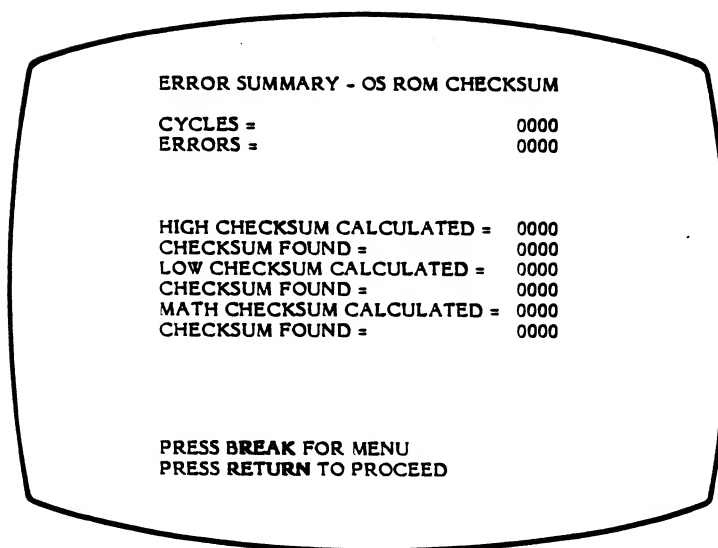 ERROR SUMMARY - OS ROM CHECKSUM
CYCLES = 0000
ERRORS = 0000
HIGH CHECKSUM CALCULATED = 0000
CHECKSUM FOUND = 0000
LOW CHECKSUM CALCULATED = 0000
CHECKSUM FOUND = 0000
MATH CHECKSUM CALCULATED = 0000
CHECKSUM FOUND = 0000
PRESS BREAK FOR MENU
PRESS RETURN TO PROCEED